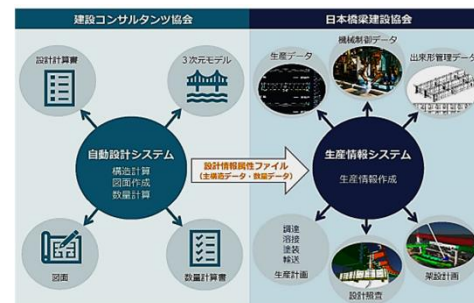 建設コンサルタンツ協会
日本橋梁建設協会
設計計算書
3次元モデル
自動設計システム
構造計算
図面作成
数量計算
図面
数量計算書
設計情報属性ファイル
(主構造データ・数量データ)
生産データ
機械制御データ
出来形管理データ
生産情報システム
生産情報作成
調達
溶接
塗装
輸送
生産計画
設計照査
架設計画